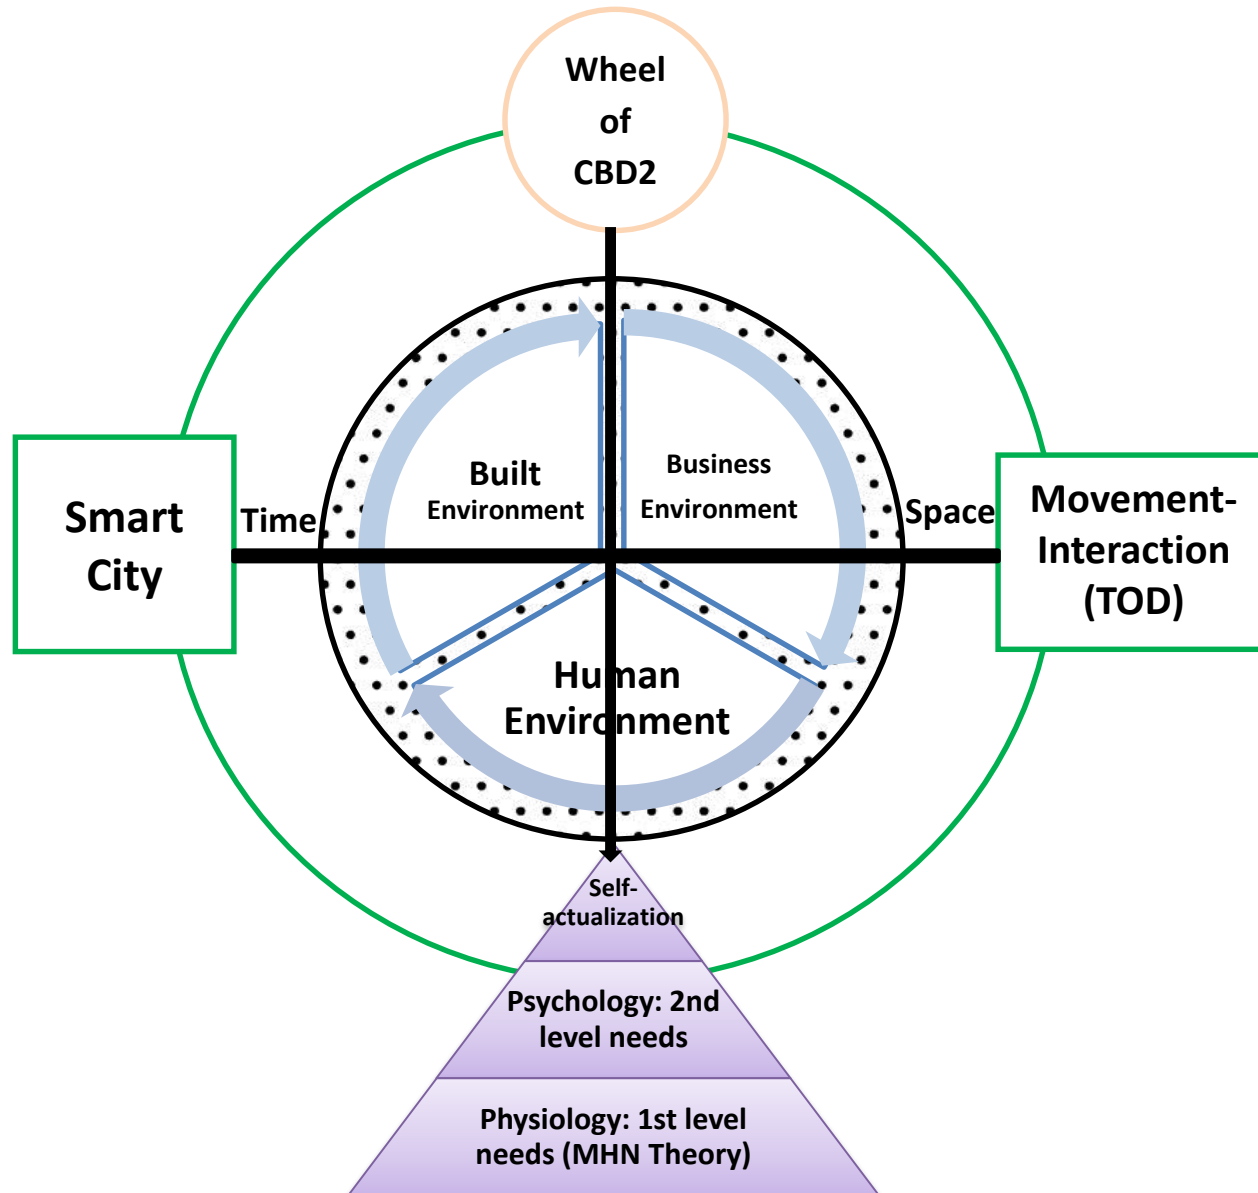 Wheel
of
CBD2
Smart
City
Time
Built
Environment
Business
Environment
Space
Movement-
Interaction
(TOD)
Human
Environment
Self-
actualization
Psychology: 2nd
level needs
Physiology: 1st level
needs (MHN Theory)